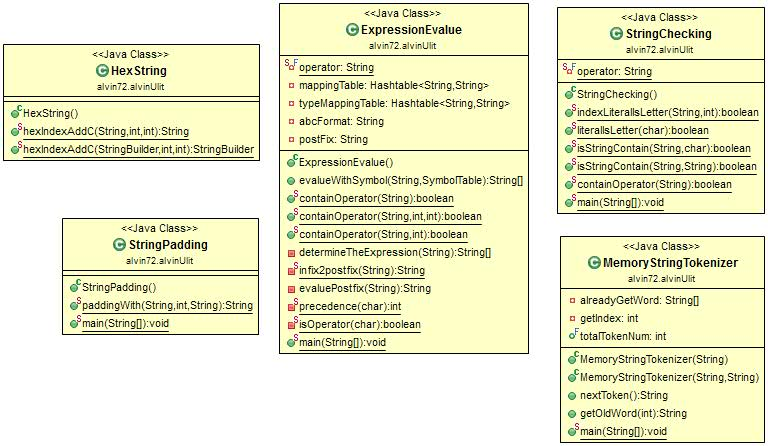 <<Java Class>>
HexString
alvin72.alvinUlit
HexString()
hexIndexAddC(String,int,int):String
hexIndexAddC(StringBuilder,int,int):StringBuilder
<<Java Class>>
StringPadding
alvin72.alvinUlit
StringPadding()
paddingWith(String,int,String):String
main(String[]):void
<<Java Class>>
ExpressionEvalue
alvin72.alvinUlit
operator: String
mappingTable: Hashtable<String,String>
typeMappingTable: Hashtable<String,String>
abcFormat: String
postFix: String
ExpressionEvalue()
evalueWithSymbol(String,SymbolTable):String[]
containOperator(String):boolean
containOperator(String,int,int):boolean
containOperator(String,int):boolean
determineTheExpression(String):String[]
infix2postfix(String):String
evaluePostfix(String):String
precedence(char):int
isOperator(char):boolean
main(String[]):void
<<Java Class>>
StringChecking
alvin72.alvinUlit
operator: String
StringChecking()
indexLiteralIsLetter(String,int):boolean
literalIsLetter(char):boolean
isStringContain(String,char):boolean
isStringContain(String,String):boolean
containOperator(String):boolean
main(String[]):void
<<Java Class>>
MemoryStringTokenizer
alvin72.alvinUlit
alreadyGetWord: String[]
getIndex: int
totalTokenNum: int
MemoryStringTokenizer(String)
MemoryStringTokenizer(String,String)
nextToken():String
getOldWord(int):String
main(String[]):void